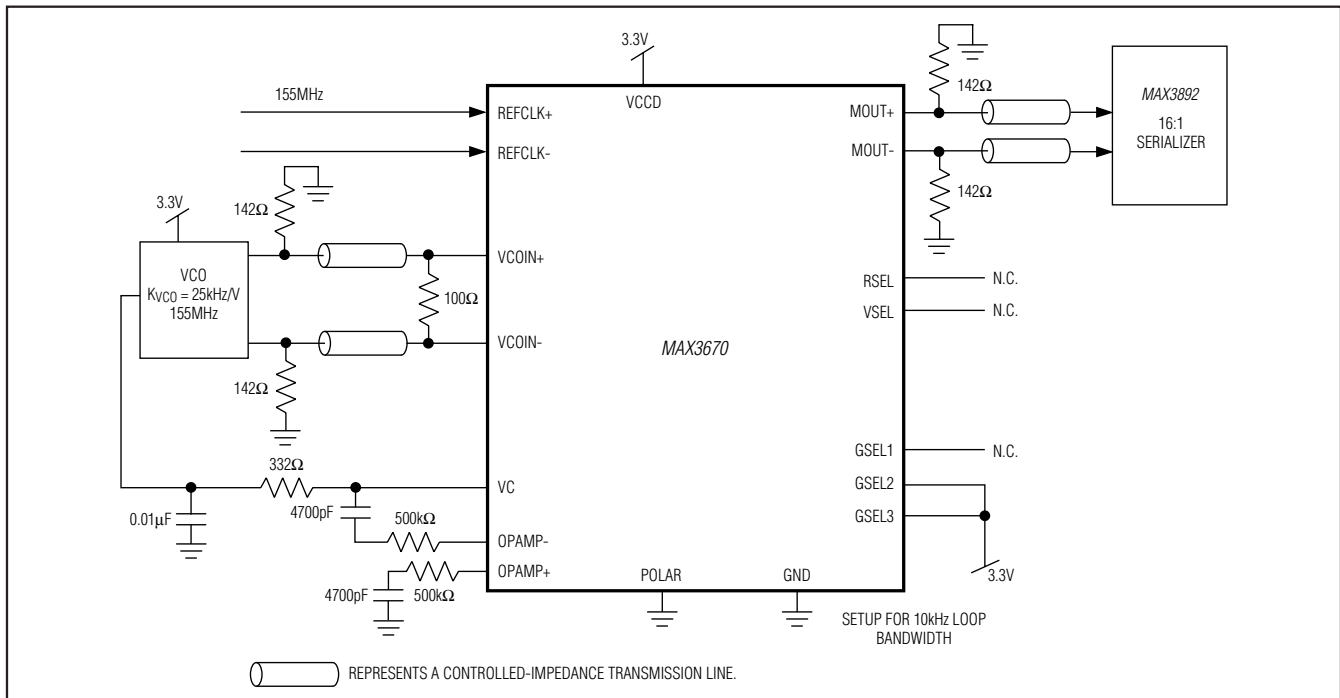 3.3V
VCCD
155MHz
REFCLK+
REFCLK-
3.3V
142Ω
VCO
KVCO = 25kHz/V
155MHz
142Ω
100Ω
VCOIN+
VCOIN-
332Ω
0.01µF
4700pF
500kΩ
VC
OPAMP-
OPAMP+
4700pF
500kΩ
MAX3670
POLAR
GND
MOUT+
MOUT-
142Ω
142Ω
MAX3892
16:1
SERIALIZER
RSEL
N.C.
VSEL
N.C.
GSEL1
N.C.
GSEL2
GSEL3
3.3V
SETUP FOR 10kHz LOOP
BANDWIDTH
REPRESENTS A CONTROLLED-IMPEDANCE TRANSMISSION LINE.